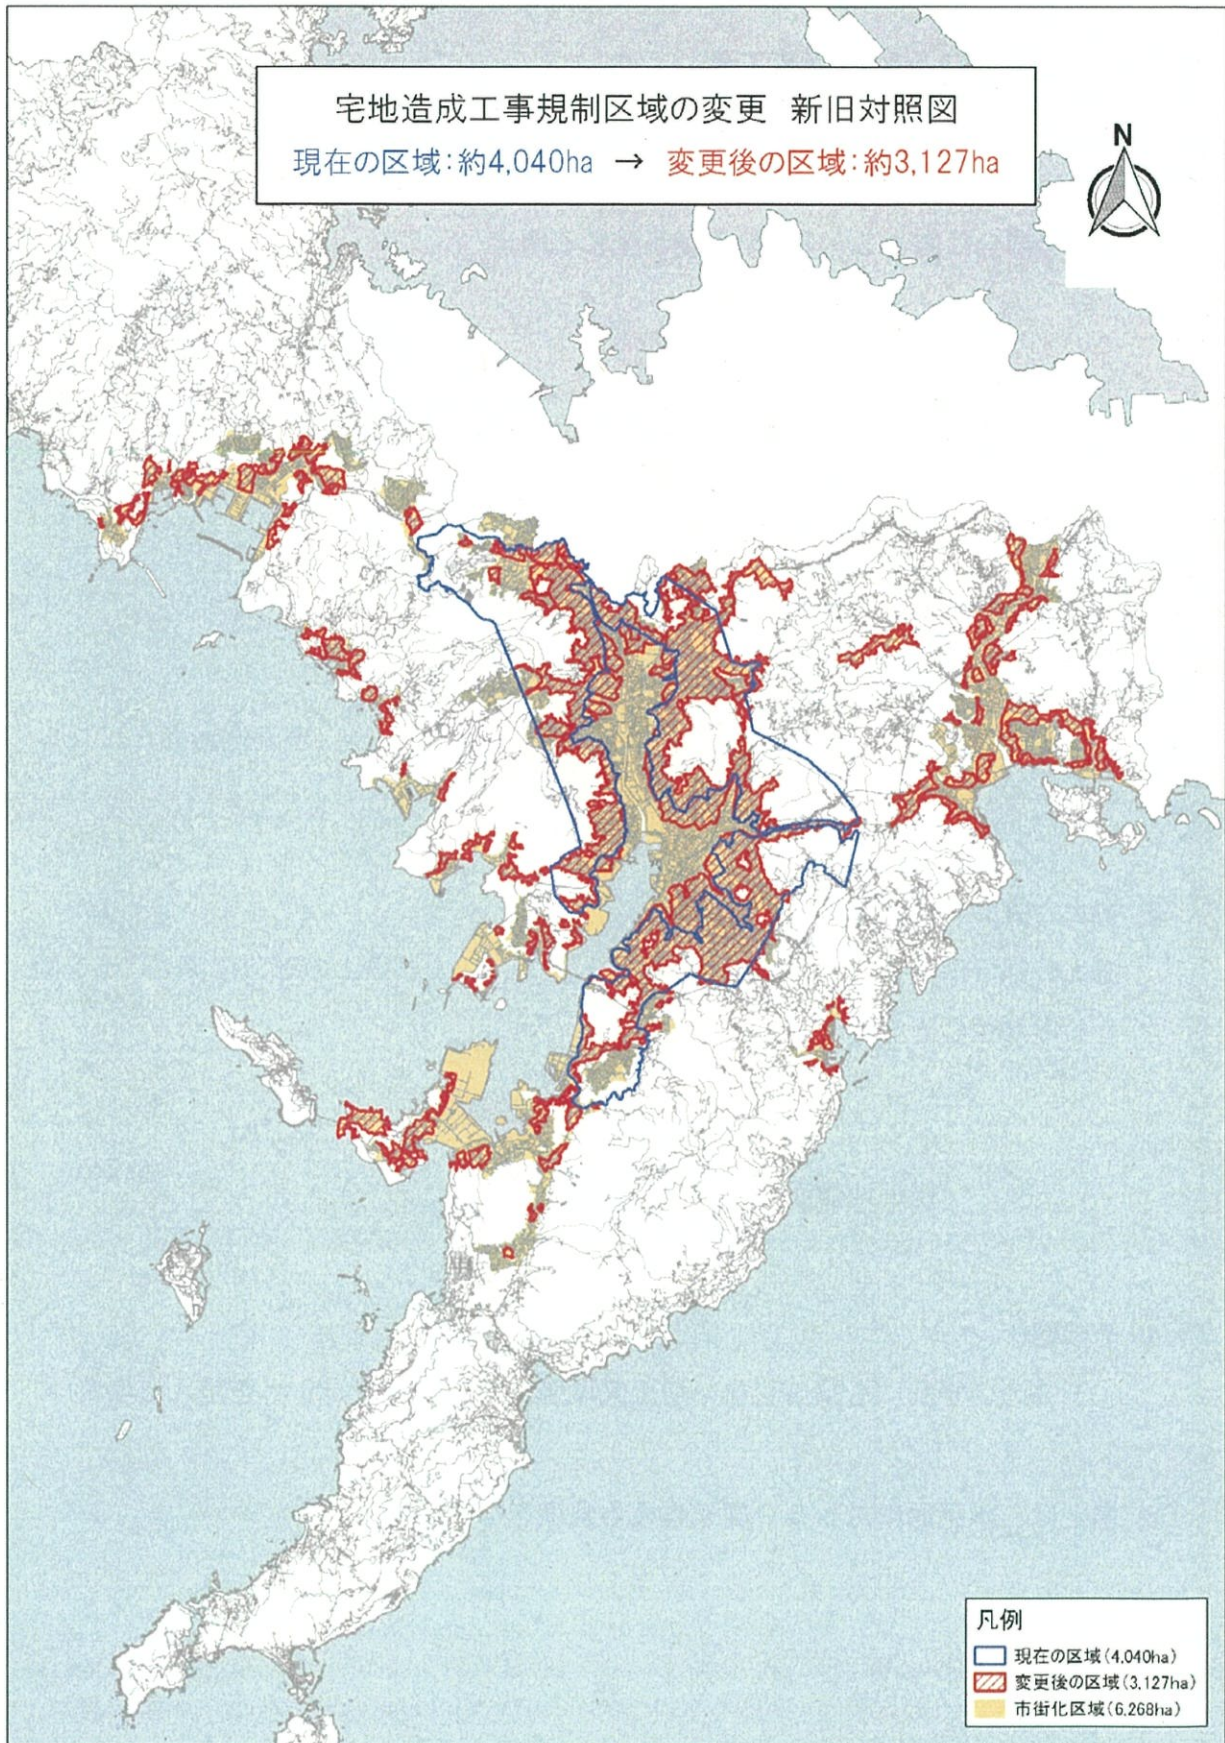 宅地造成工事規制区域の変更 新旧対照図
現在の区域:約4,040ha → 変更後の区域:約3,127ha
N
凡例
現在の区域(4.040ha)
変更後の区域(3.127ha)
市街化区域(6.268ha)